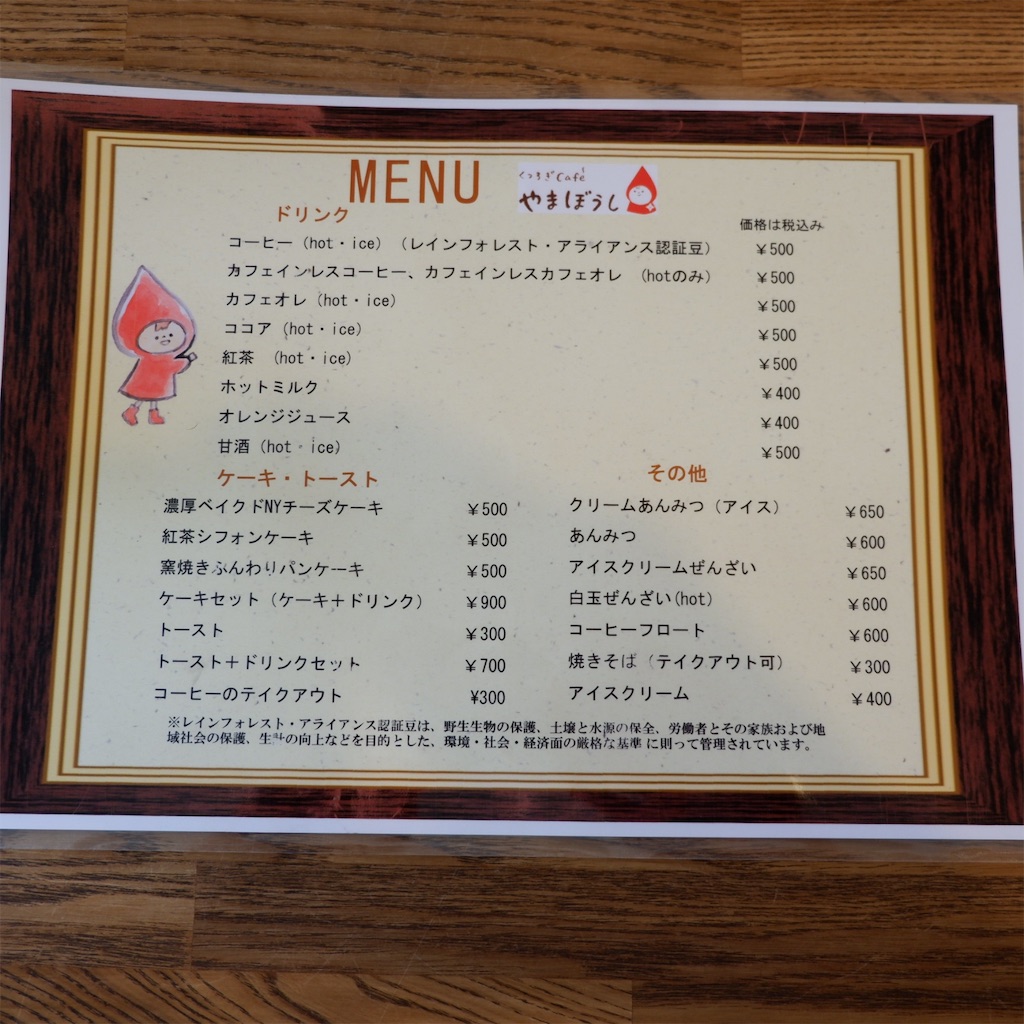 MENU
くつろぎCafé
やまぼうし
ドリンク
価格は税込み
コーヒー（hot・ice）（レインフォレスト・アライアンス認証豆） ￥500
カフェインレスコーヒー、カフェインレスカフェオレ （hotのみ） ￥500
カフェオレ（hot・ice） ￥500
ココア（hot・ice） ￥500
紅茶 （hot・ice） ￥500
ホットミルク ￥400
オレンジジュース ￥400
甘酒（hot・ice） ￥500
ケーキ・トースト
濃厚ベイクドNYチーズケーキ ￥500
紅茶シフォンケーキ ￥500
窯焼きふんわりパンケーキ ￥500
ケーキセット（ケーキ＋ドリンク） ￥900
トースト ￥300
トースト＋ドリンクセット ￥700
コーヒーのテイクアウト ¥300
その他
クリームあんみつ（アイス） ￥650
あんみつ ￥600
アイスクリームぜんざい ￥650
白玉ぜんざい(hot) ￥600
コーヒーフロート ￥600
焼きそば（テイクアウト可） ￥300
アイスクリーム ￥400
※レインフォレスト・アライアンス認証豆は、野生生物の保護、土壌と水源の保全、労働者とその家族および地
域社会の保護、生計の向上などを目的とした、環境・社会・経済面の厳格な基準に則って管理されています。